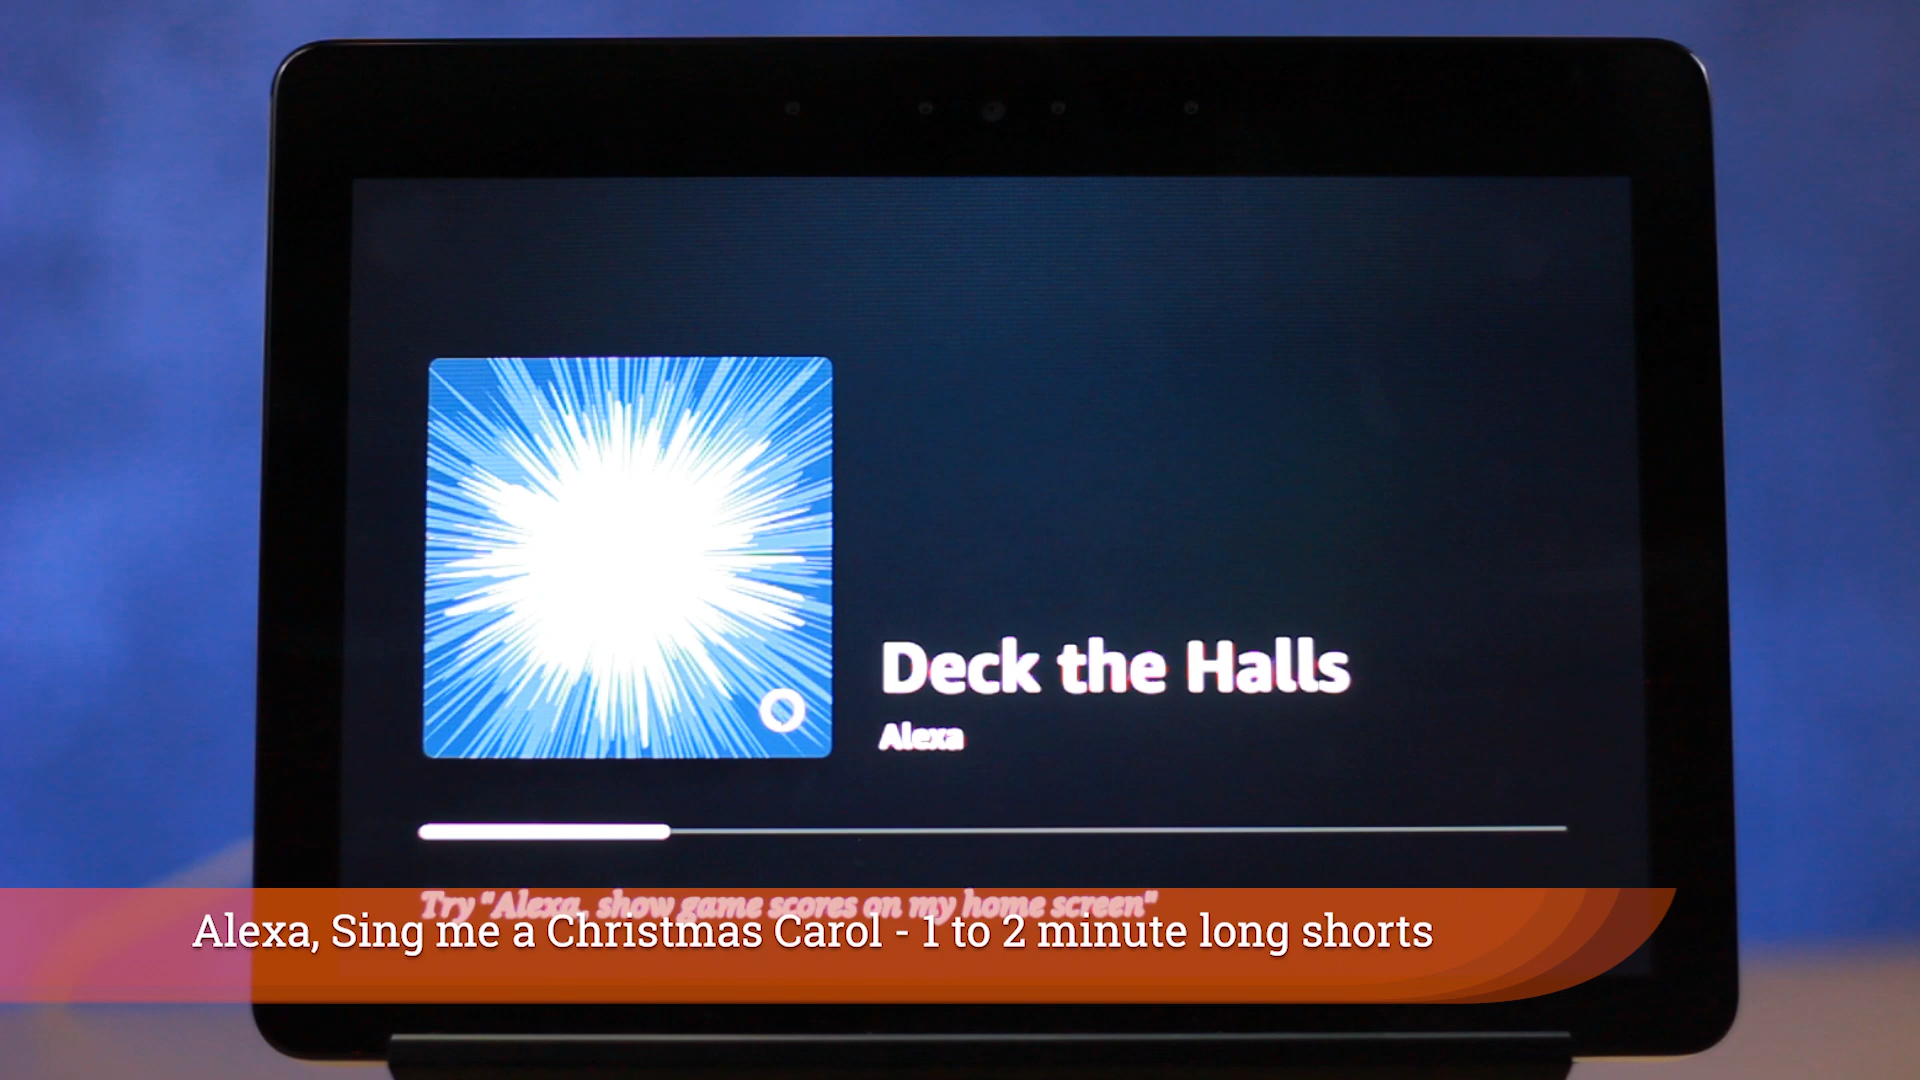 Deck the Halls
Alexa
Try "Alexa, show game scores on my home screen"
Alexa, Sing me a Christmas Carol - 1 to 2 minute long shorts